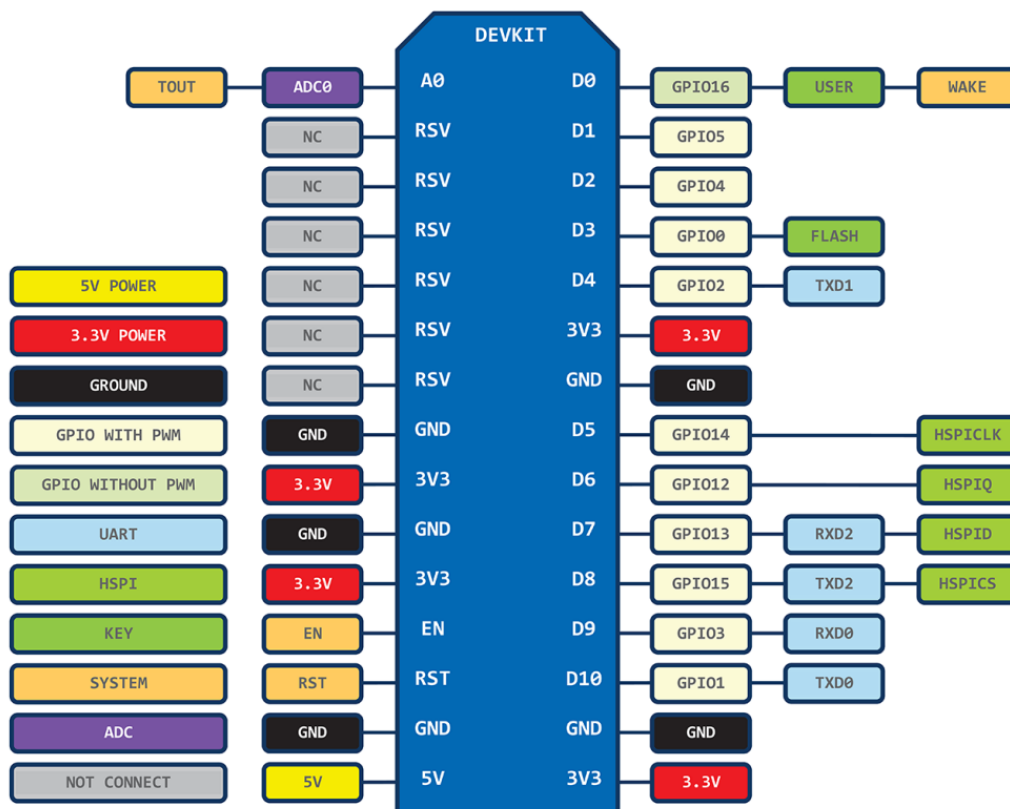 DEVKIT
TOUT ADC0 A0 D0 GPIO16 USER WAKE
NC RSV D1 GPIO5
NC RSV D2 GPIO4
NC RSV D3 GPIO0 FLASH
5V POWER NC RSV D4 GPIO2 TXD1
3.3V POWER NC RSV 3V3 3.3V
GROUND NC RSV GND GND
GPIO WITH PWM GND GND D5 GPIO14 HSPICLK
GPIO WITHOUT PWM 3.3V 3V3 D6 GPIO12 HSPIQ
UART GND GND D7 GPIO13 RXD2 HSPID
HSPI 3.3V 3V3 D8 GPIO15 TXD2 HSPICS
KEY EN EN D9 GPIO3 RXD0
SYSTEM RST RST D10 GPIO1 TXD0
ADC GND GND GND GND
NOT CONNECT 5V 5V 3V3 3.3V